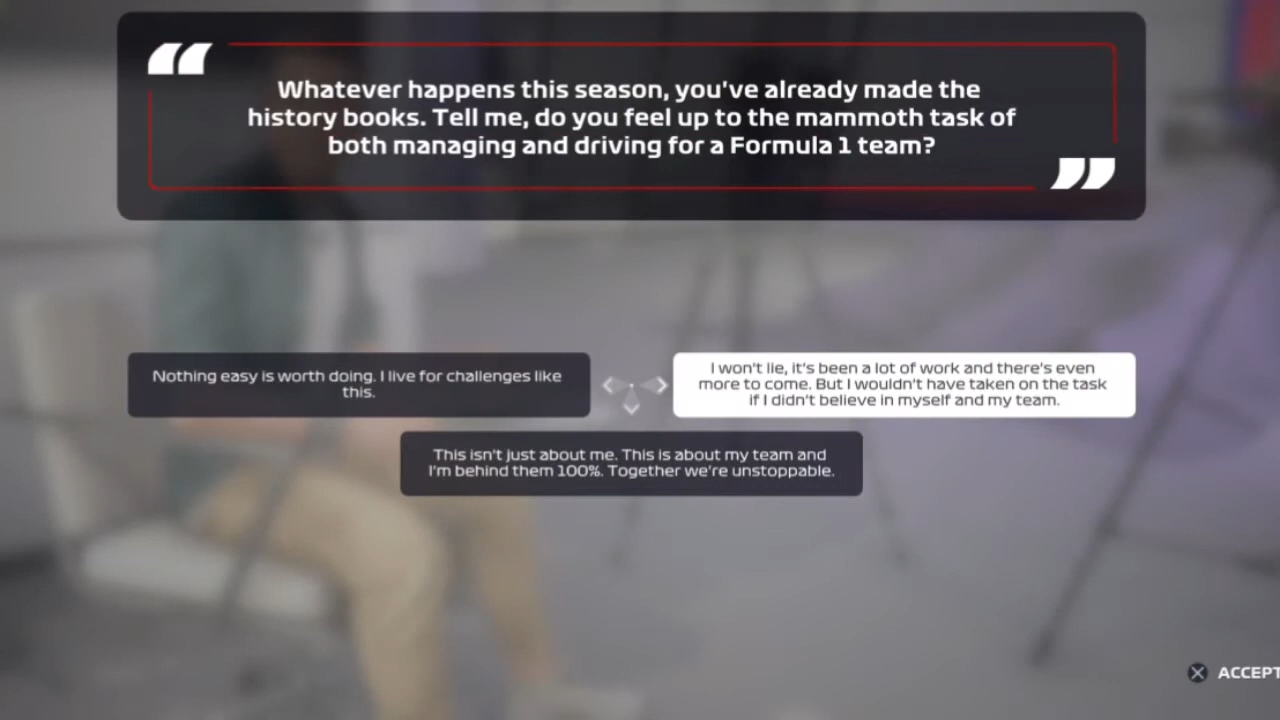 Whatever happens this season, you've already made the
history books. Tell me, do you feel up to the mammoth task of
both managing and driving for a Formula 1 team?
Nothing easy is worth doing. I live for challenges like
this.
I won't lie, it's been a lot of work and there's even
more to come. But I wouldn't have taken on the task
if I didn't believe in myself and my team.
This isn't just about me. This is about my team and
I'm behind them 100%. Together we're unstoppable.
ACCEPT